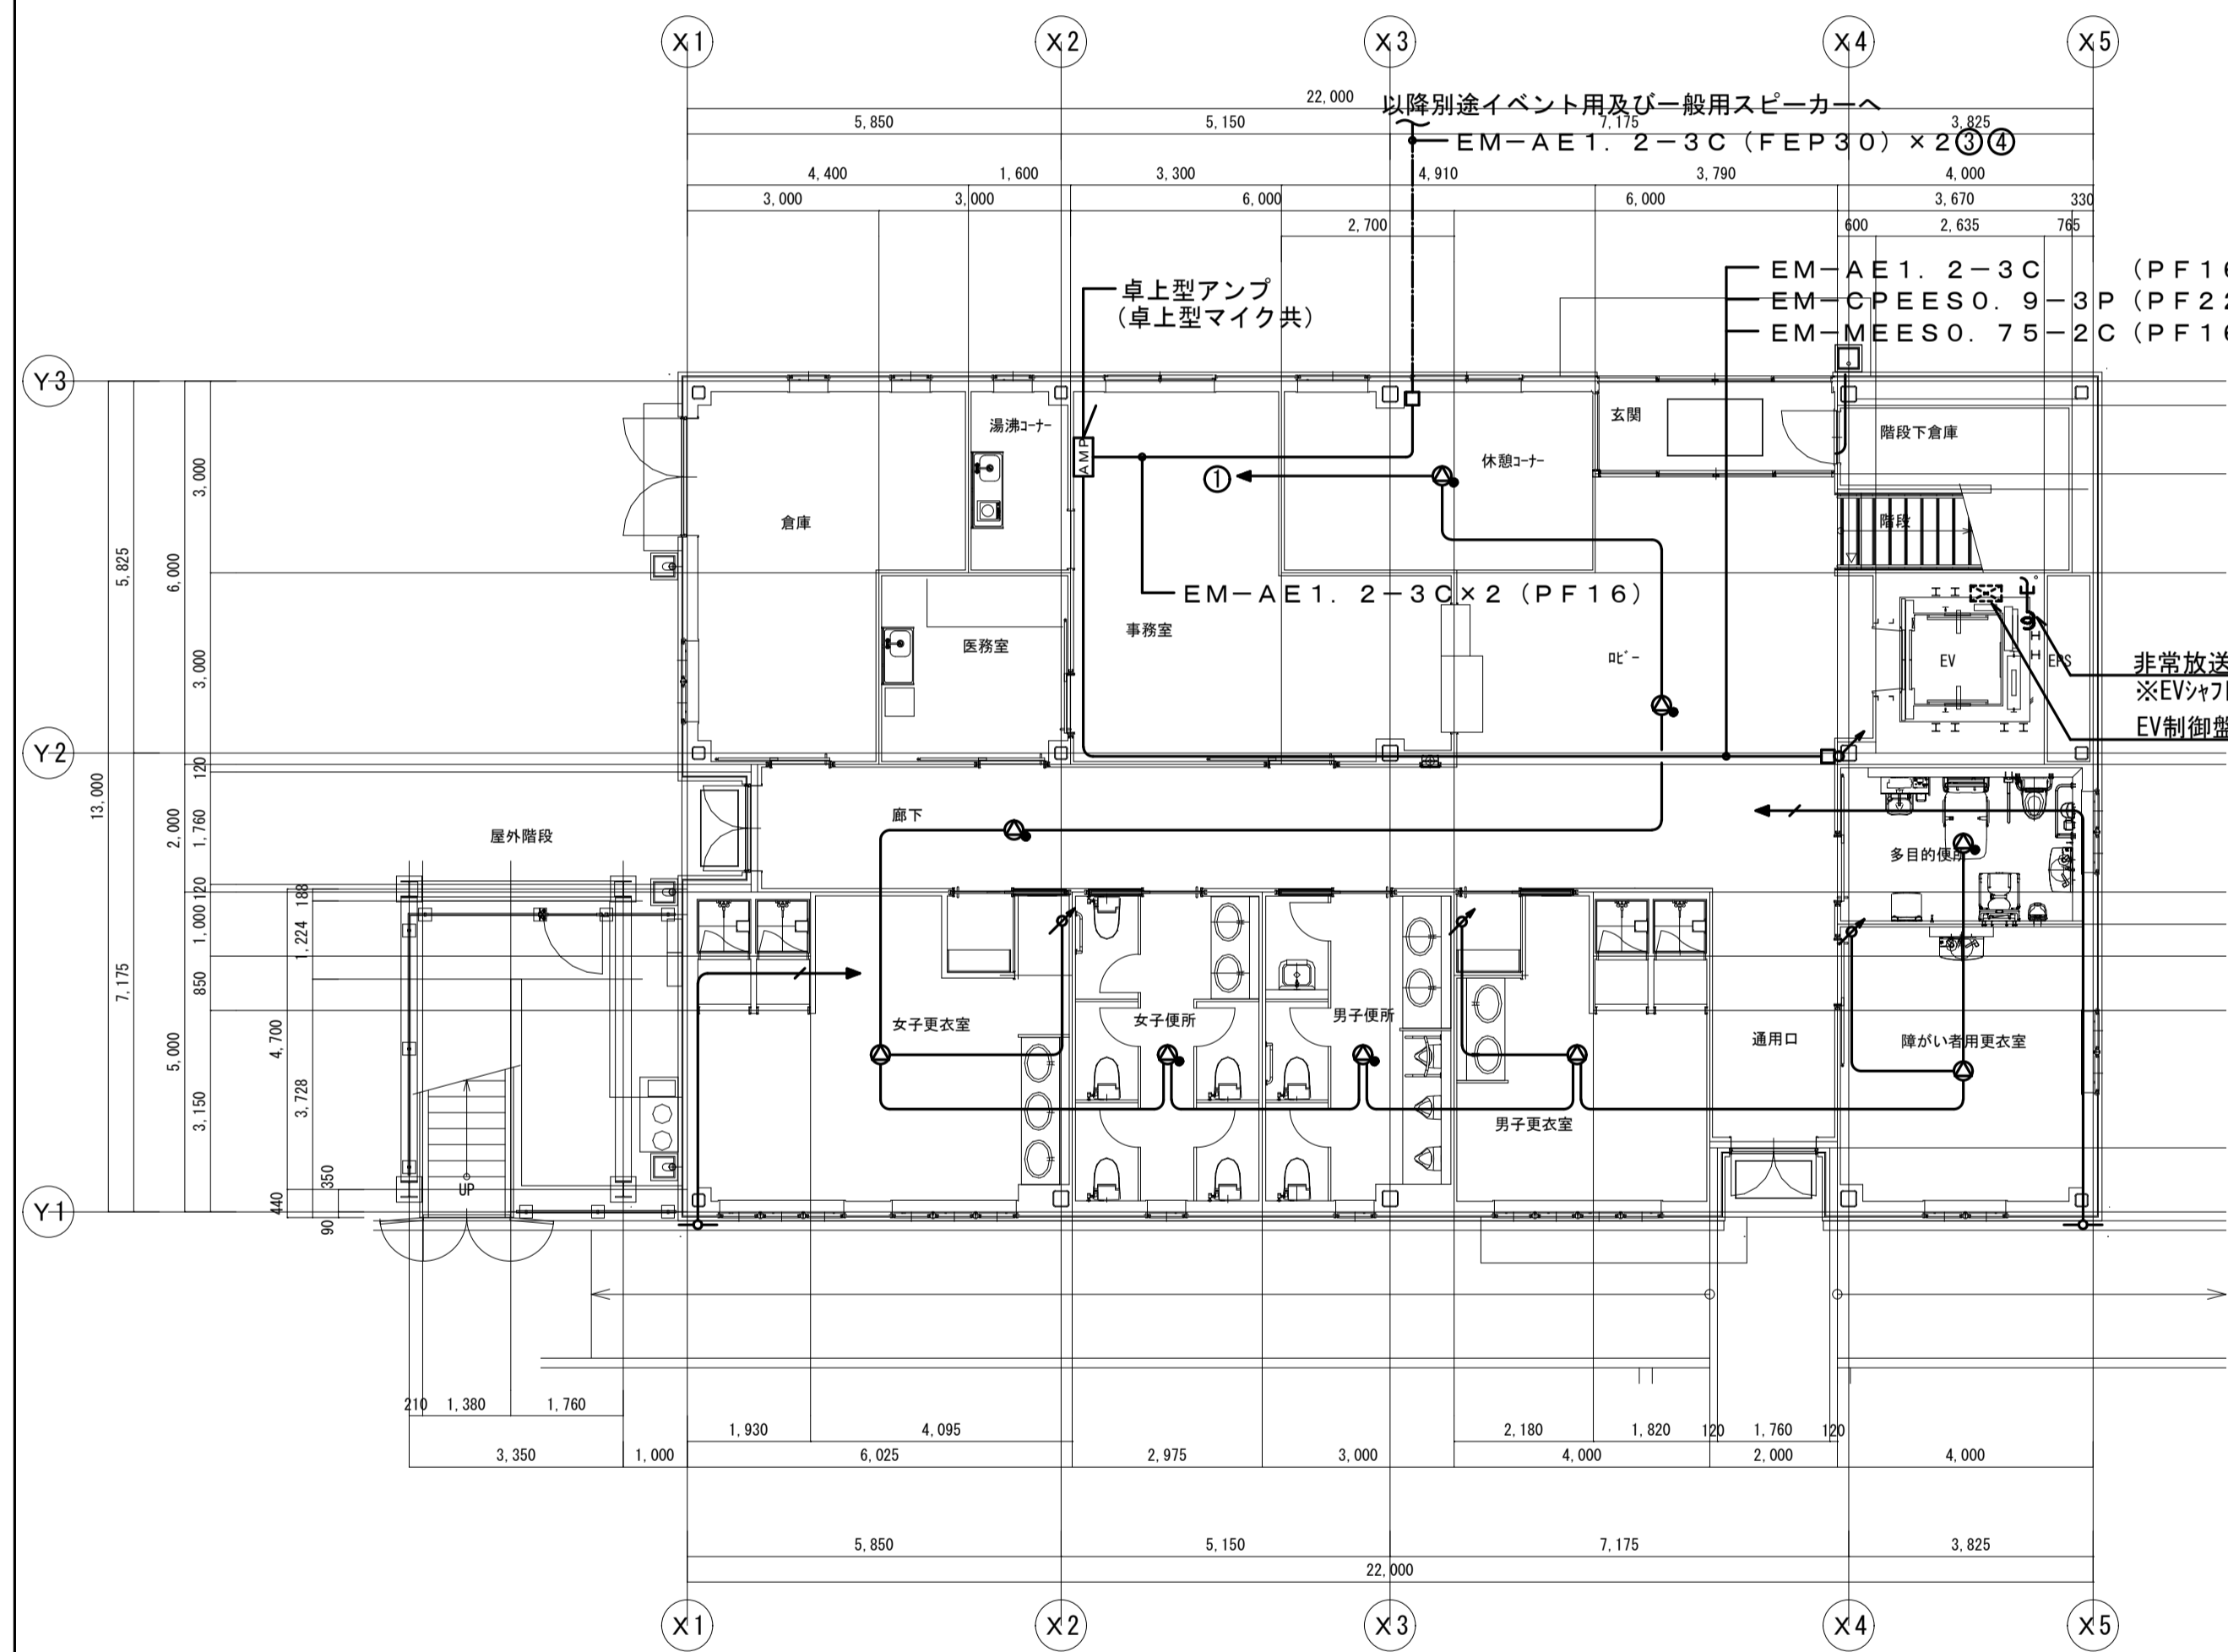 X1
X2
X3
X4
X5
22,000
以降別途イベント用及び一般用スピーカーへ
5,850
5,150
7,175
3,825
EM-AE1. 2-3C (FEP30) ×2③④
4,400
1,600
3,300
4,910
3,790
4,000
3,000
3,000
6,000
6,000
3,670
330
2,700
600
2,635
765
EM-AE1. 2-3C (PF16
EM-CPEES0. 9-3P (PF22
EM-MEES0. 75-2C (PF16
卓上型アンプ
(卓上型マイク共)
Y3
湯沸コーナー
玄関
階段下倉庫
AMP
①
休憩コーナー
倉庫
階段
3,000
5,825
6,000
EM-AE1. 2-3C×2 (PF16)
医務室
事務室
ロビー
EV
EPS
非常放送
※EVシャフト
EV制御盤
3,000
Y2
120
13,000
2,000
1,760
屋外階段
廊下
多目的便所
120
188
1,000
1,224
7,175
850
女子更衣室
女子便所
男子便所
通用口
障がい者用更衣室
4,700
5,000
3,728
3,150
男子更衣室
350
440
90
UP
Y1
210
1,380
1,760
1,930
4,095
2,180
1,820
120
1,760
120
3,350
1,000
6,025
2,975
3,000
4,000
2,000
4,000
5,850
5,150
7,175
3,825
22,000
X1
X2
X3
X4
X5